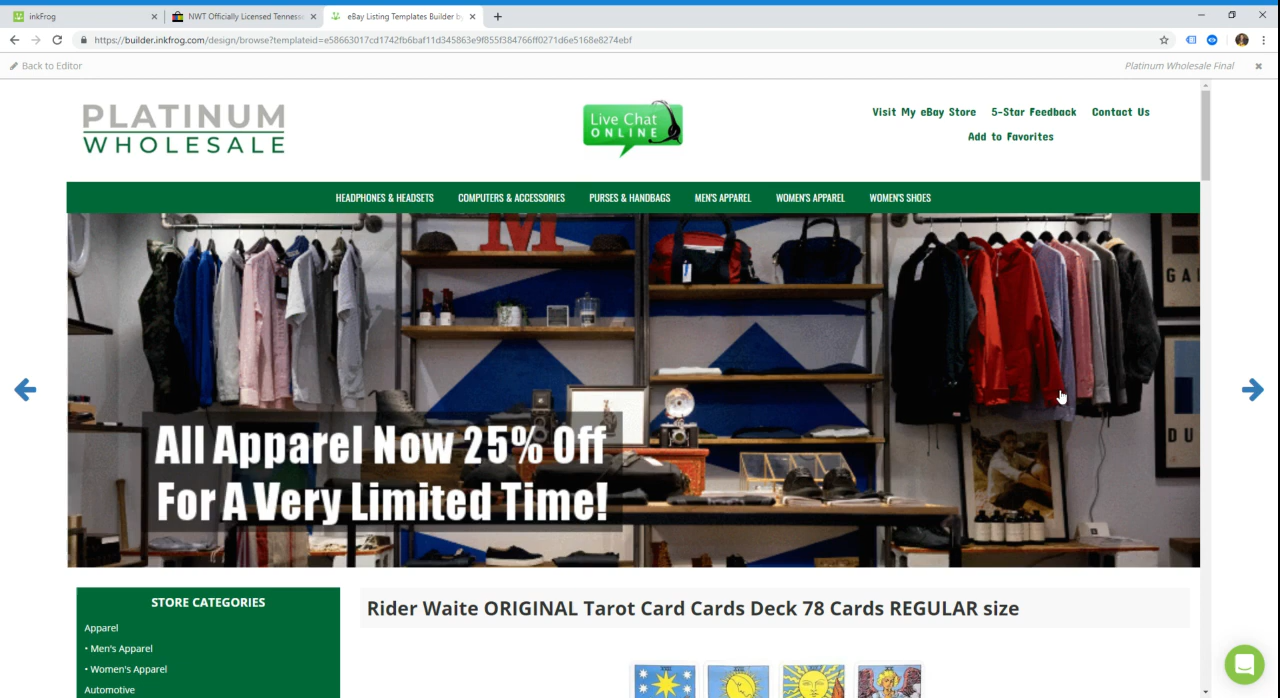 inkFrog
NWT Officially Licensed Tenness
eBay Listing Templates Builder by
https://builder.inkfrog.com/design/browse?templateid=e58663017cd1742fb6baf11d345863e9f855f384766ff0271d6e5168e8274ebf
Back to Editor
Platinum Wholesale Final
PLATINUM
WHOLESALE
Live Chat
ONLINE
Visit My eBay Store 5-Star Feedback Contact Us
Add to Favorites
HEADPHONES & HEADSETS COMPUTERS & ACCESSORIES PURSES & HANDBAGS MEN'S APPAREL WOMEN'S APPAREL WOMEN'S SHOES
M
GA
DU
All Apparel Now 25% Off
For A Very Limited Time!
STORE CATEGORIES
Apparel
• Men's Apparel
• Women's Apparel
Automotive
Rider Waite ORIGINAL Tarot Card Cards Deck 78 Cards REGULAR size